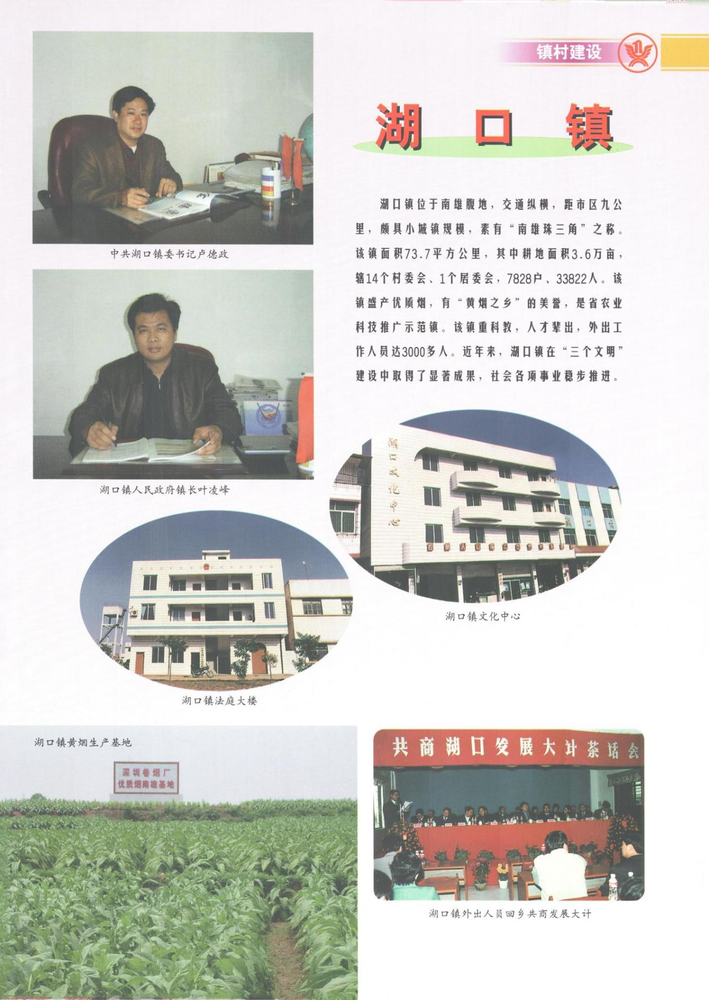 镇村建设
湖口镇
湖口镇位于南雄腹地，交通纵横，距市区九公
里，颇具小城镇规模，素有“南雄珠三角”之称。
该镇面积73.7平方公里，其中耕地面积3.6万亩，
辖14个村委会、1个居委会，7828户、33822人。该
镇盛产优质烟，有“黄烟之乡”的美誉，是省农业
科技推广示范镇。该镇重科教，人才辈出，外出工
作人员达3000多人。近年来，湖口镇在“三个文明”
建设中取得了显著成果，社会各项事业稳步推进。
中共湖口镇委书记卢德政
湖口镇人民政府镇长叶凌峰
湖口文化中心
湖口
湖口镇文化中心
湖口镇法庭大楼
湖口镇黄烟生产基地
深圳卷烟厂
优质烟南雄基地
共商湖口发展大计茶话会
湖口镇外出人员回乡共商发展大计